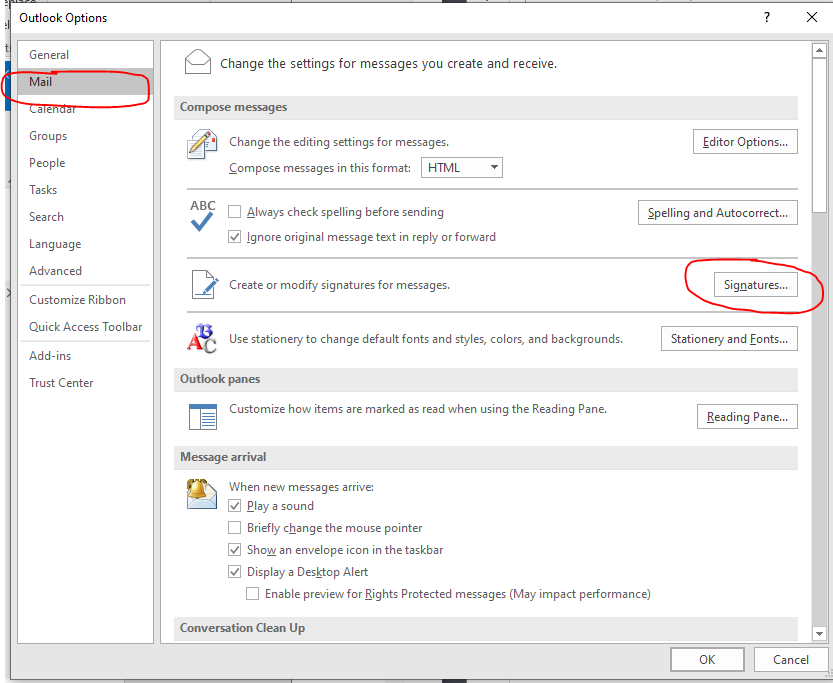 Outlook Options
?
General
Mail
Calendar
Groups
People
Tasks
Search
Language
Advanced
Customize Ribbon
Quick Access Toolbar
Add-ins
Trust Center
Change the settings for messages you create and receive.
Compose messages
Change the editing settings for messages.
Editor Options...
Compose messages in this format: HTML
ABC
Always check spelling before sending
Spelling and Autocorrect...
Ignore original message text in reply or forward
Create or modify signatures for messages.
Signatures...
Use stationery to change default fonts and styles, colors, and backgrounds.
Stationery and Fonts...
Outlook panes
Customize how items are marked as read when using the Reading Pane.
Reading Pane...
Message arrival
When new messages arrive:
Play a sound
Briefly change the mouse pointer
Show an envelope icon in the taskbar
Display a Desktop Alert
Enable preview for Rights Protected messages (May impact performance)
Conversation Clean Up
OK
Cancel